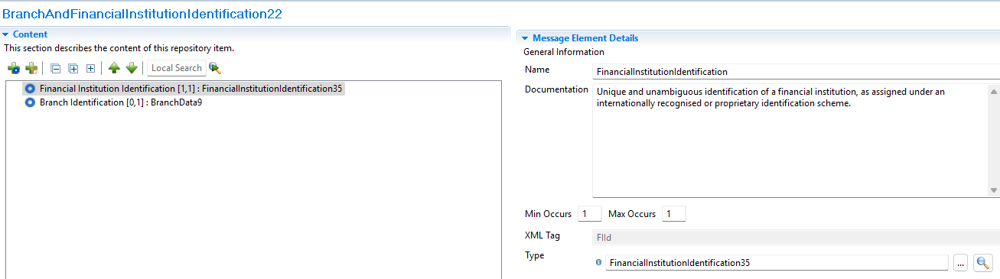 BranchAndFinancialInstitutionIdentification22
Content
This section describes the content of this repository item.
Local Search
Financial Institution Identification [1,1] : FinancialInstitutionIdentification35
Branch Identification [0,1] : BranchData9
Message Element Details
General Information
Name FinancialInstitutionIdentification
Documentation Unique and unambiguous identification of a financial institution, as assigned under an
internationally recognised or proprietary identification scheme.
Min Occurs 1 Max Occurs 1
XML Tag FIId
Type FinancialInstitutionIdentification35 ...